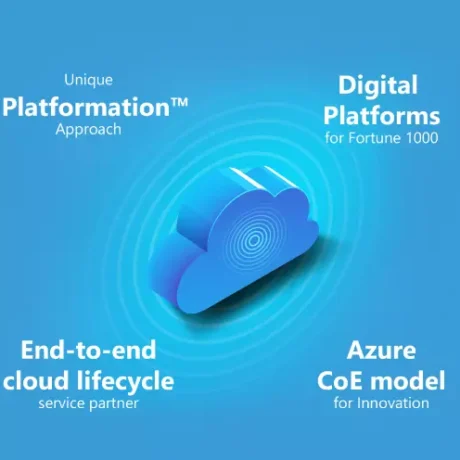 Unique
Platformation™
Approach
Digital
Platforms
for Fortune 1000
End-to-end
cloud lifecycle
service partner
Azure
CoE model
for Innovation